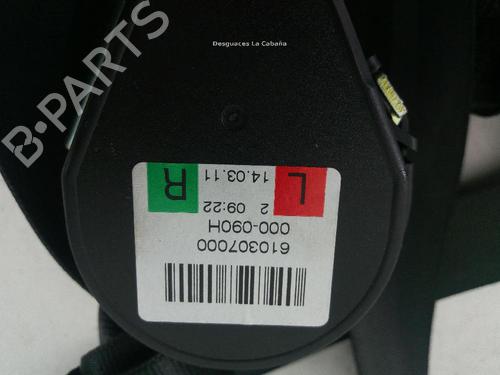 Desguaces La Cabaña
B-PARTS
610307000
000-090H
2 09:22
14.03.11
L
R